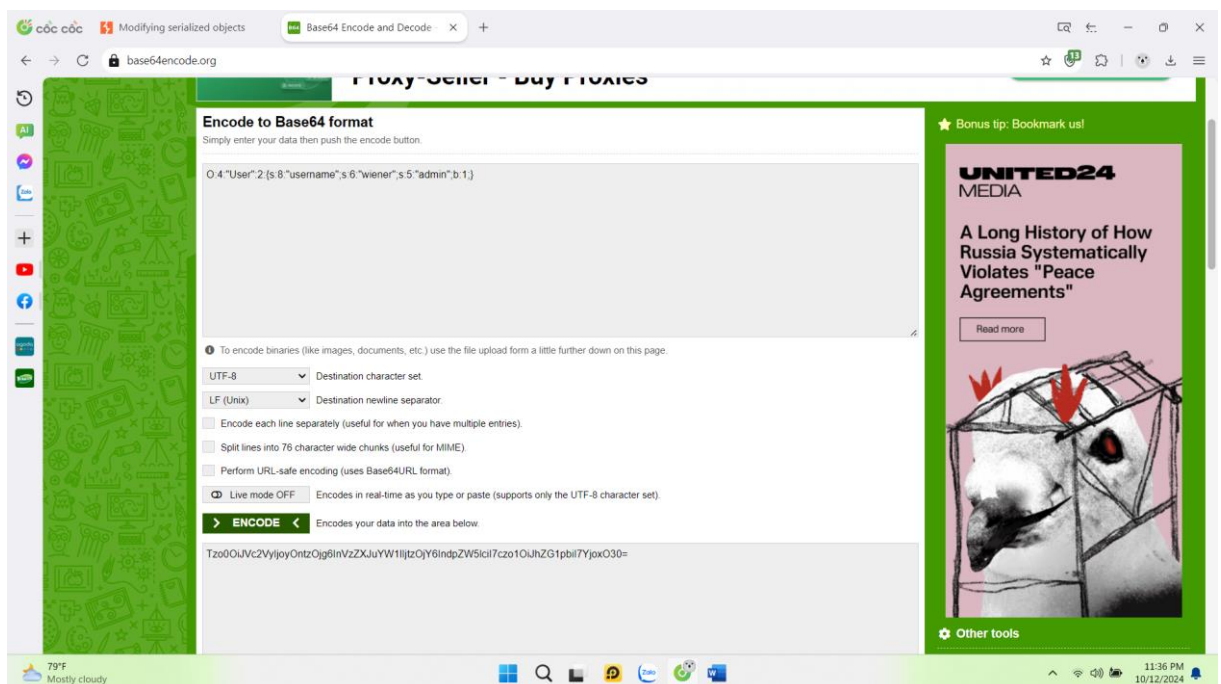 cốc cốc
Modifying serialized objects
Base64 Encode and Decode -
base64encode.org
13
AI
Zalo
Proxy-Seller - Buy Proxies
Encode to Base64 format
Simply enter your data then push the encode button.
O:4:"User":2:{s:8:"username";s:6:"wiener";s:5:"admin";b:1;}
To encode binaries (like images, documents, etc.) use the file upload form a little further down on this page.
UTF-8 Destination character set.
LF (Unix) Destination newline separator.
Encode each line separately (useful for when you have multiple entries).
Split lines into 76 character wide chunks (useful for MIME).
Perform URL-safe encoding (uses Base64URL format).
Live mode OFF Encodes in real-time as you type or paste (supports only the UTF-8 character set).
> ENCODE < Encodes your data into the area below.
Tzo0OiJVc2VyIjoyOntzOjg6InVzZXJuYW1lIjtzOjY6IndpZW5lciI7czo1OiJhZG1pbiI7YjoxO30=
Bonus tip: Bookmark us!
UNITED24
MEDIA
A Long History of How
Russia Systematically
Violates "Peace
Agreements"
Read more
Other tools
79°F
Mostly cloudy
Zalo
11:36 PM
10/12/2024